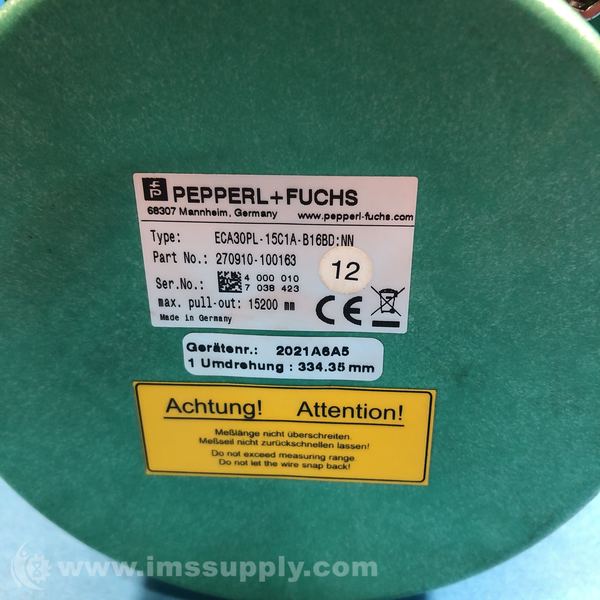 PEPPERL+FUCHS
68307 Mannheim, Germany www.pepperl-fuchs.com
Type: ECA30PL-15C1A-B16BD:NN
Part No.: 270910-100163
12
Ser.No.: 4 000 010
7 038 423
max. pull-out: 15200 mm
Made in Germany
CE
Gerätenr.: 2021A6A5
1 Umdrehung : 334.35 mm
Achtung! Attention!
Meßlänge nicht überschreiten.
Meßseil nicht zurückschnellen lassen!
Do not exceed measuring range.
Do not let the wire snap back!
www.imssupply.com